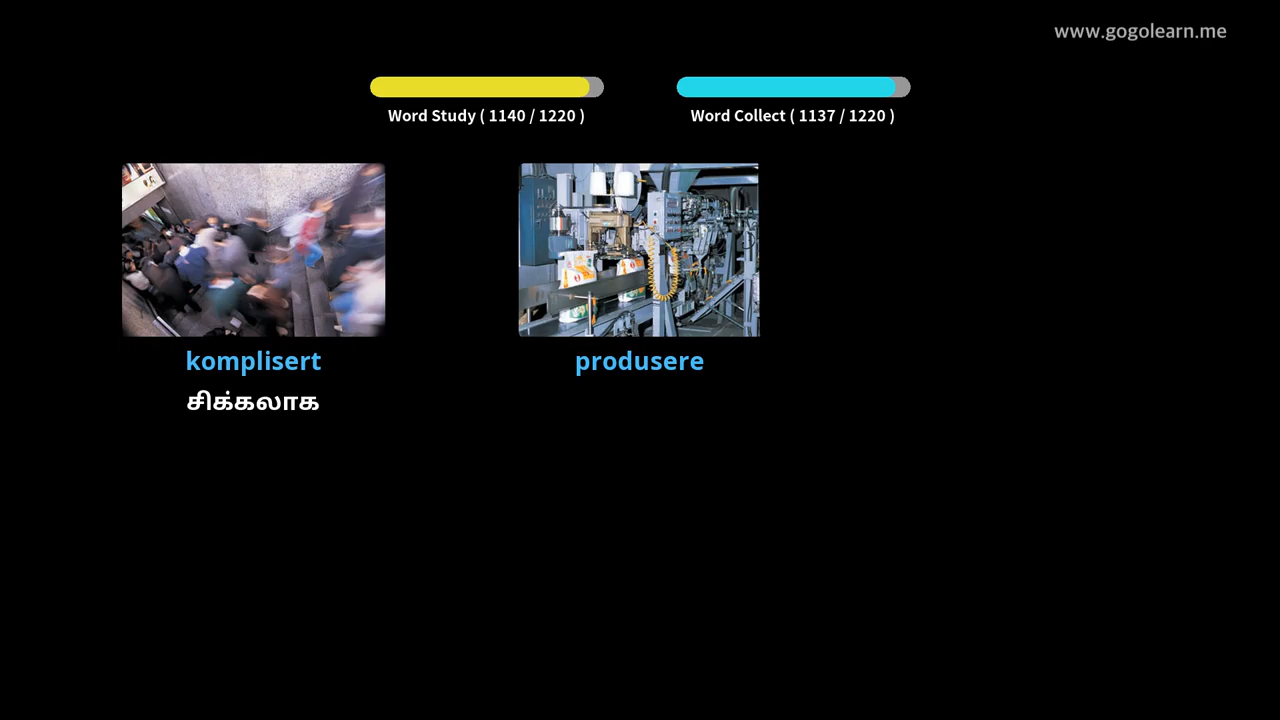 www.gogolearn.me
Word Study ( 1140 / 1220 )
Word Collect ( 1137 / 1220 )
komplisert
produsere
சிக்கலாக